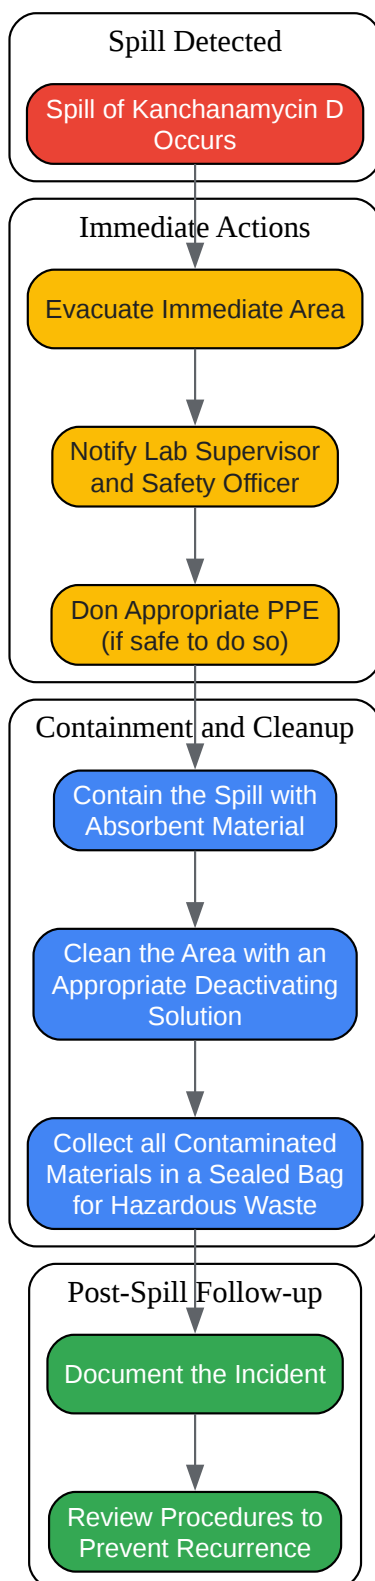 Spill Detected
Spill of Kanchanamycin D
Occurs
Immediate Actions
Evacuate Immediate Area
Notify Lab Supervisor
and Safety Officer
Don Appropriate PPE
(if safe to do so)
Containment and Cleanup
Contain the Spill with
Absorbent Material
Clean the Area with an
Appropriate Deactivating
Solution
Collect all Contaminated
Materials in a Sealed Bag
for Hazardous Waste
Post-Spill Follow-up
Document the Incident
Review Procedures to
Prevent Recurrence